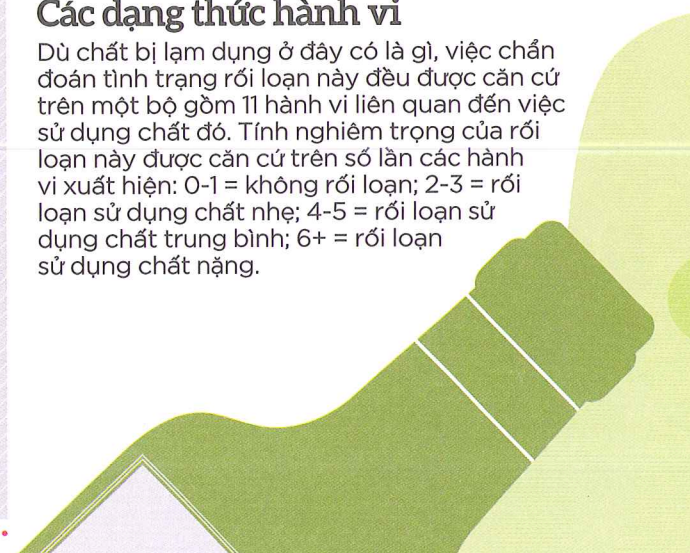 Các dạng thức hành vi
Dù chất bị lạm dụng ở đây có là gì, việc chẩn
đoán tình trạng rối loạn này đều được căn cứ
trên một bộ gồm 11 hành vi liên quan đến việc
sử dụng chất đó. Tính nghiêm trọng của rối
loạn này được căn cứ trên số lần các hành
vi xuất hiện: 0-1 = không rối loạn; 2-3 = rối
loạn sử dụng chất nhẹ; 4-5 = rối loạn sử
dụng chất trung bình; 6+ = rối loạn
sử dụng chất nặng.